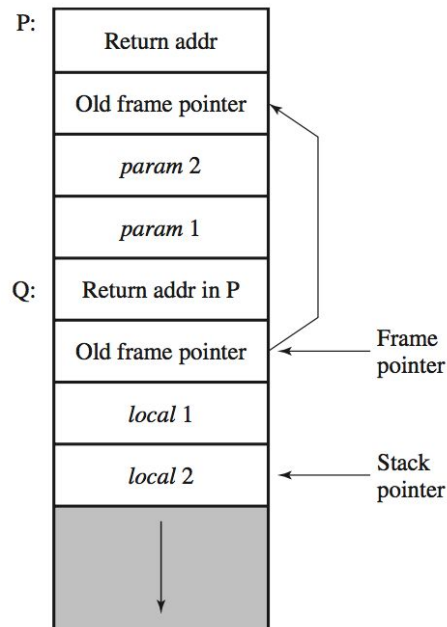 P:
Return addr
Old frame pointer
param 2
param 1
Q:
Return addr in P
Old frame pointer
Frame
pointer
local 1
local 2
Stack
pointer